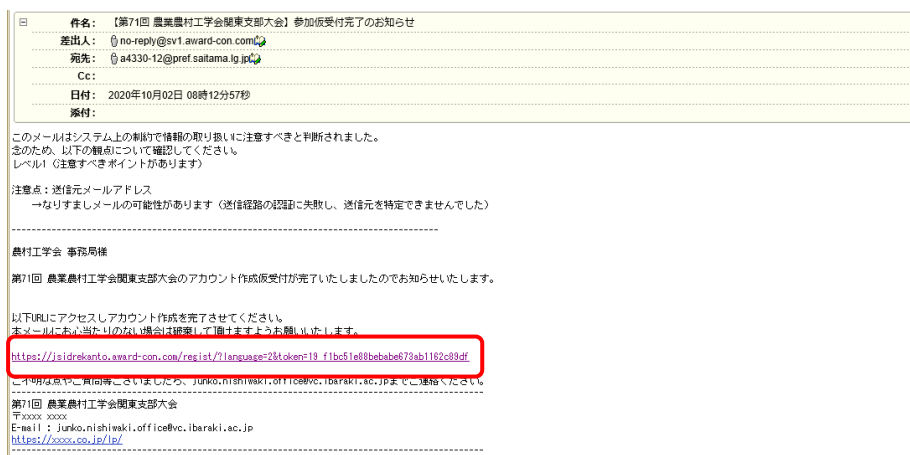 件名: 【第71回 農業農村工学会関東支部大会】参加仮受付完了のお知らせ
差出人: no-reply@sv1.award-con.com
宛先: a4330-12@pref.saitama.lg.jp
Cc:
日付: 2020年10月02日 08時12分57秒
添付:
このメールはシステム上の制約で情報の取り扱いに注意すべきと判断されました。
念のため、以下の観点について確認してください。
レベル1（注意すべきポイントがあります）
注意点：送信元メールアドレス
→なりすましメールの可能性があります（送信経路の認証に失敗し、送信元を特定できませんでした）
------------------------------------------------------------------------------------
農村工学会 事務局様
第71回 農業農村工学会関東支部大会のアカウント作成仮受付が完了いたしましたのでお知らせいたします。
以下URLにアクセスしアカウント作成を完了させてください。
本メールにお心当たりのない場合は破棄して頂けますようお願いいたします。
https://jsidrekanto.award-con.com/regist/?language=2&token=19_f1bc51e08bebabe673ab1162c89df
ご不明な点やご質問等ございましたら、junko.nishiwaki.office@vc.ibaraki.ac.jpまでご連絡ください。
------------------------------------------------------------------------------------
第71回 農業農村工学会関東支部大会
〒xxxx xxxx
E-mail : junko.nishiwaki.office@vc.ibaraki.ac.jp
https://xxxx.co.jp/lp/
------------------------------------------------------------------------------------